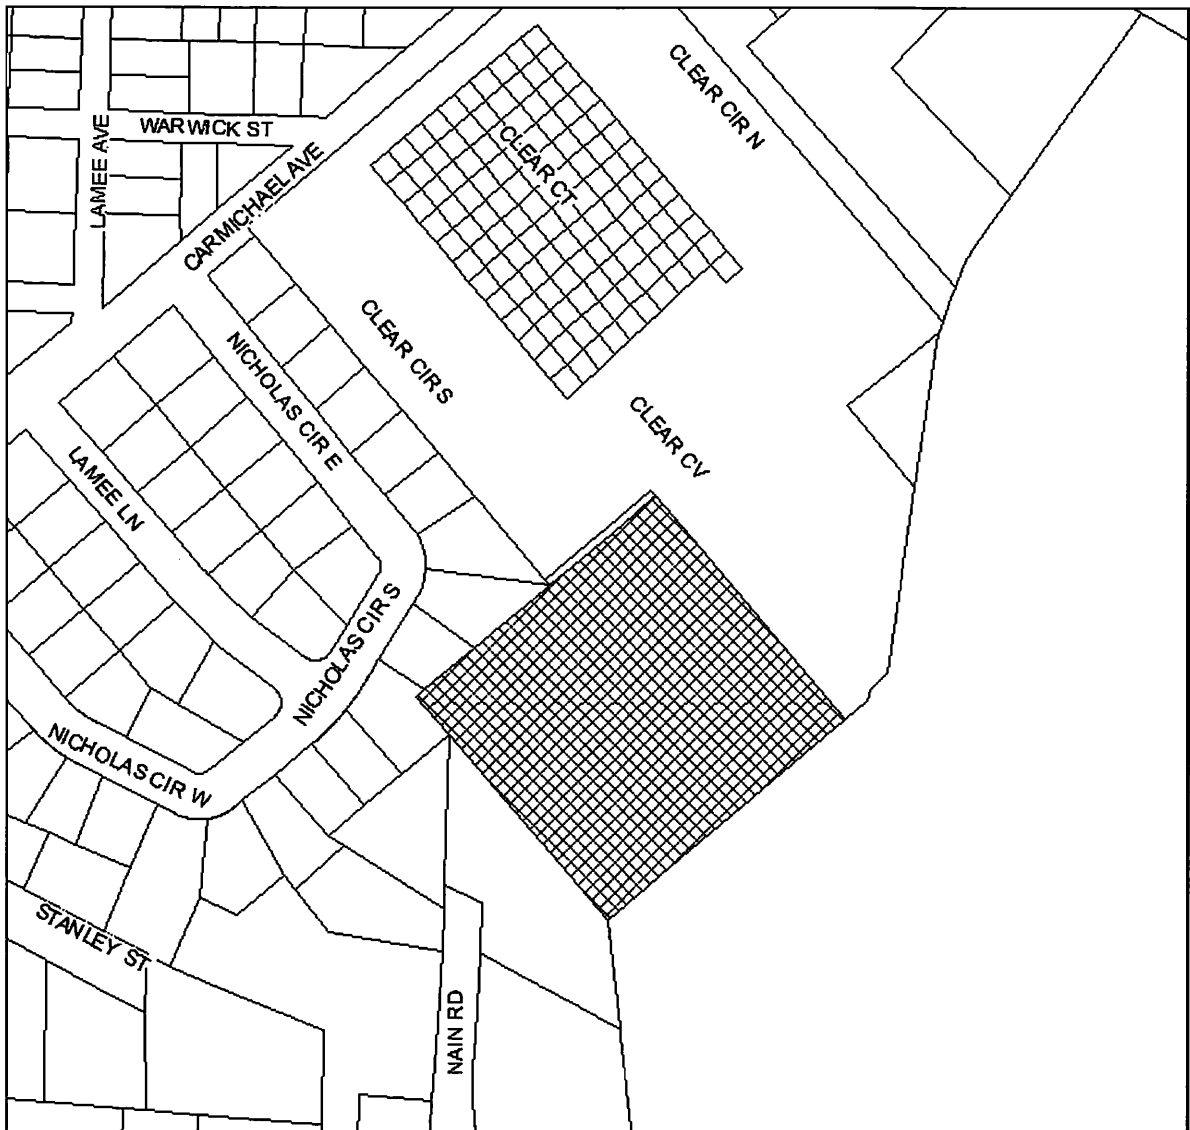 CLEAR CIR N
WARWICK ST
LAMEE AVE
CLEAR CT
CARMICHAEL AVE
CLEAR CIR S
NICHOLAS CIR E
CLEAR CV
LAMEE LN
NICHOLAS CIR S
NICHOLAS CIR W
STANLEY ST
NAIN RD